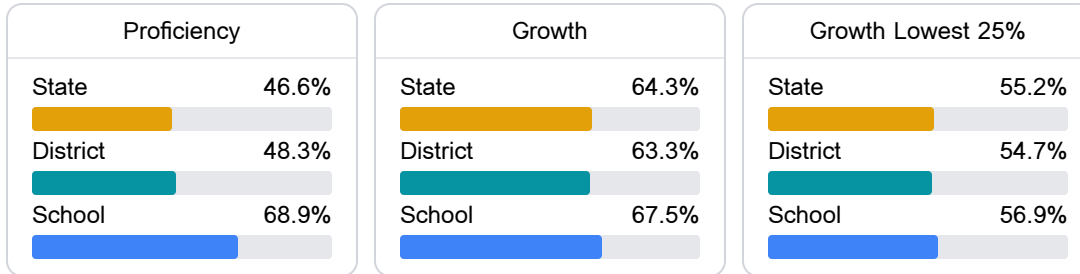 Proficiency
State 46.6%
District 48.3%
School 68.9%
Growth
State 64.3%
District 63.3%
School 67.5%
Growth Lowest 25%
State 55.2%
District 54.7%
School 56.9%